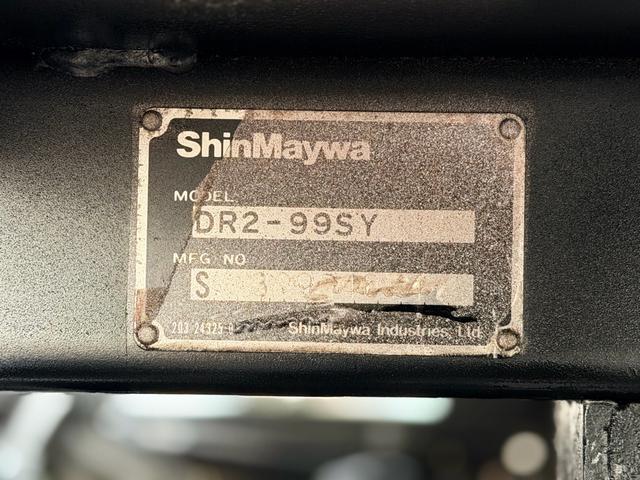 ShinMaywa
MODEL
DR2-99SY
MFG. NO
S
ShinMaywa Industries, Ltd.